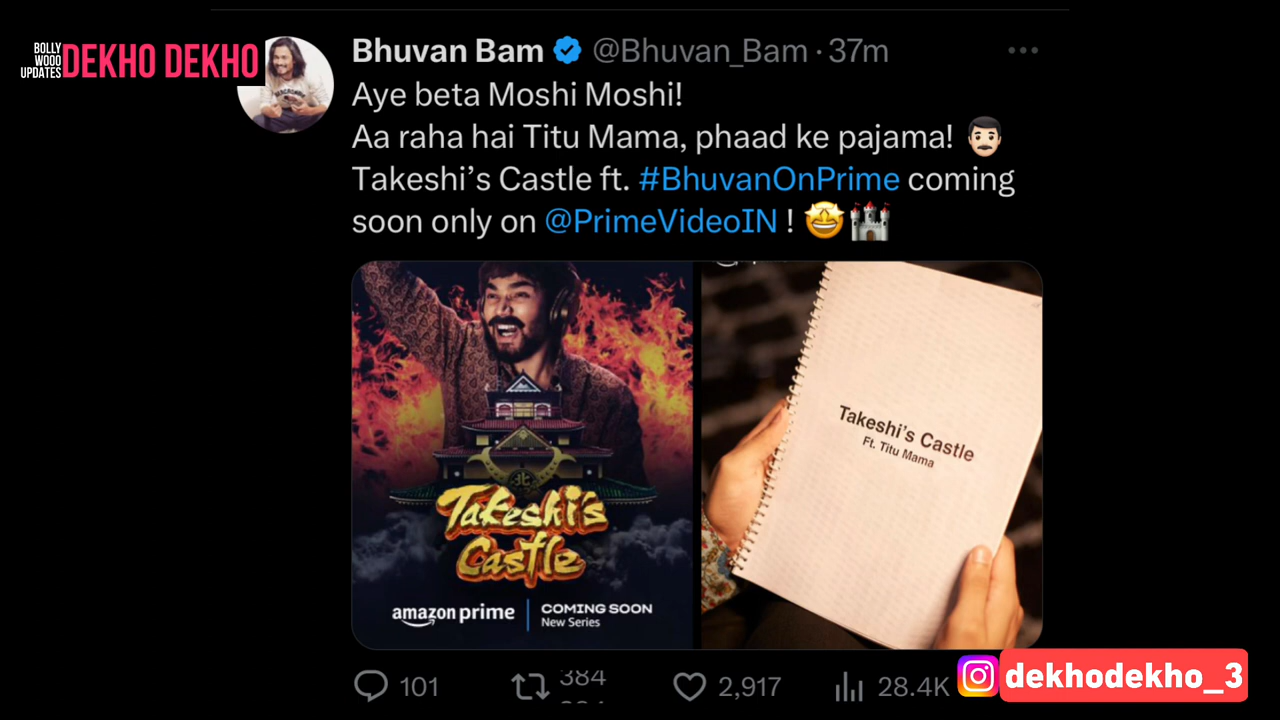 BOLLY
WOOD
UPDATES
DEKHO DEKHO
Bhuvan Bam @Bhuvan_Bam · 37m
Aye beta Moshi Moshi!
Aa raha hai Titu Mama, phaad ke pajama!
Takeshi’s Castle ft. #BhuvanOnPrime coming
soon only on @PrimeVideoIN !
Takeshi's
Castle
amazon prime
COMING SOON
New Series
Takeshi's Castle
Ft. Titu Mama
101 384 2,917 28.4K
dekhodekho_3